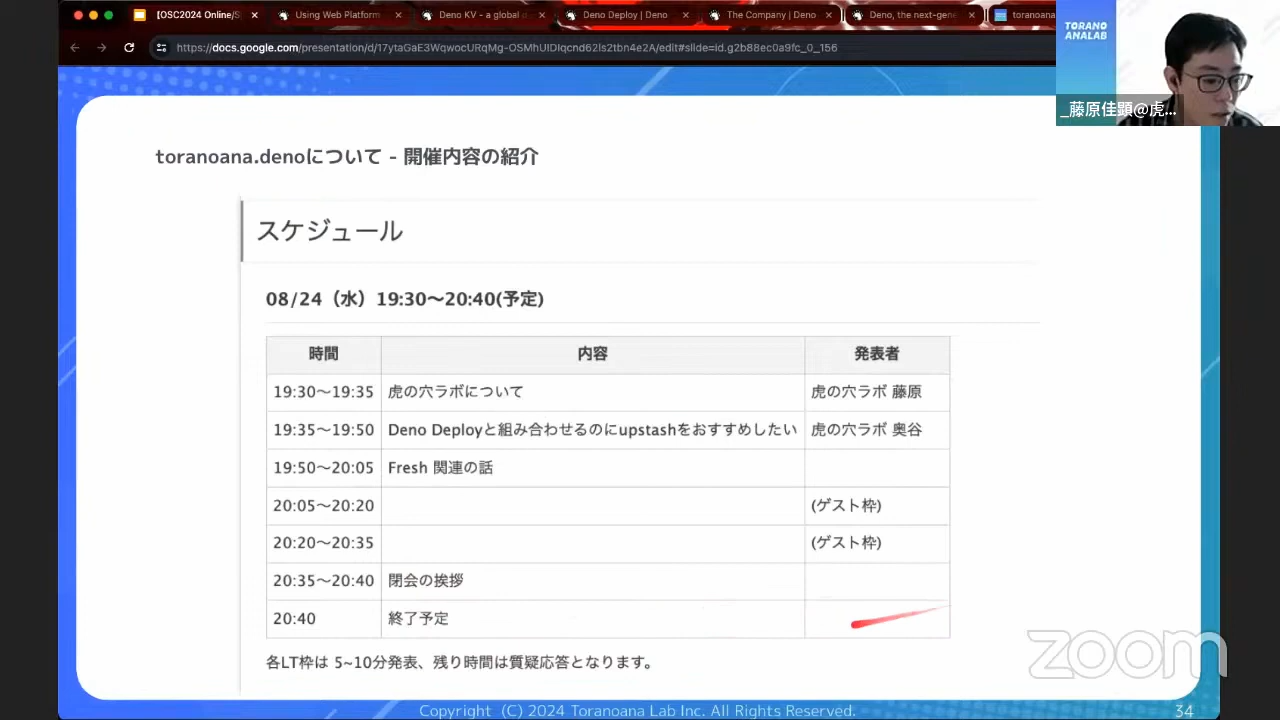 [OSC2024 Online/S
Using Web Platform
Deno KV - a global d
Deno Deploy | Deno
The Company | Deno
Deno, the next-gene
toranoana
https://docs.google.com/presentation/d/17ytaGaE3WqwocURqMg-OSMhUIDlqcnd62ls2tbn4e2A/edit#slide=id.g2b88ec0a9fc_0_156
TORANO
ANALAB
_藤原佳顕@虎...
toranoana.denoについて - 開催内容の紹介
スケジュール
08/24（水）19:30〜20:40(予定)
時間 内容 発表者
19:30〜19:35 虎の穴ラボについて 虎の穴ラボ 藤原
19:35〜19:50 Deno Deployと組み合わせるのにupstashをおすすめしたい 虎の穴ラボ 奥谷
19:50〜20:05 Fresh 関連の話
20:05〜20:20 (ゲスト枠)
20:20〜20:35 (ゲスト枠)
20:35〜20:40 閉会の挨拶
20:40 終了予定
各LT枠は 5~10分発表、残り時間は質疑応答となります。
zoom
Copyright (C) 2024 Toranoana Lab Inc. All Rights Reserved.
34